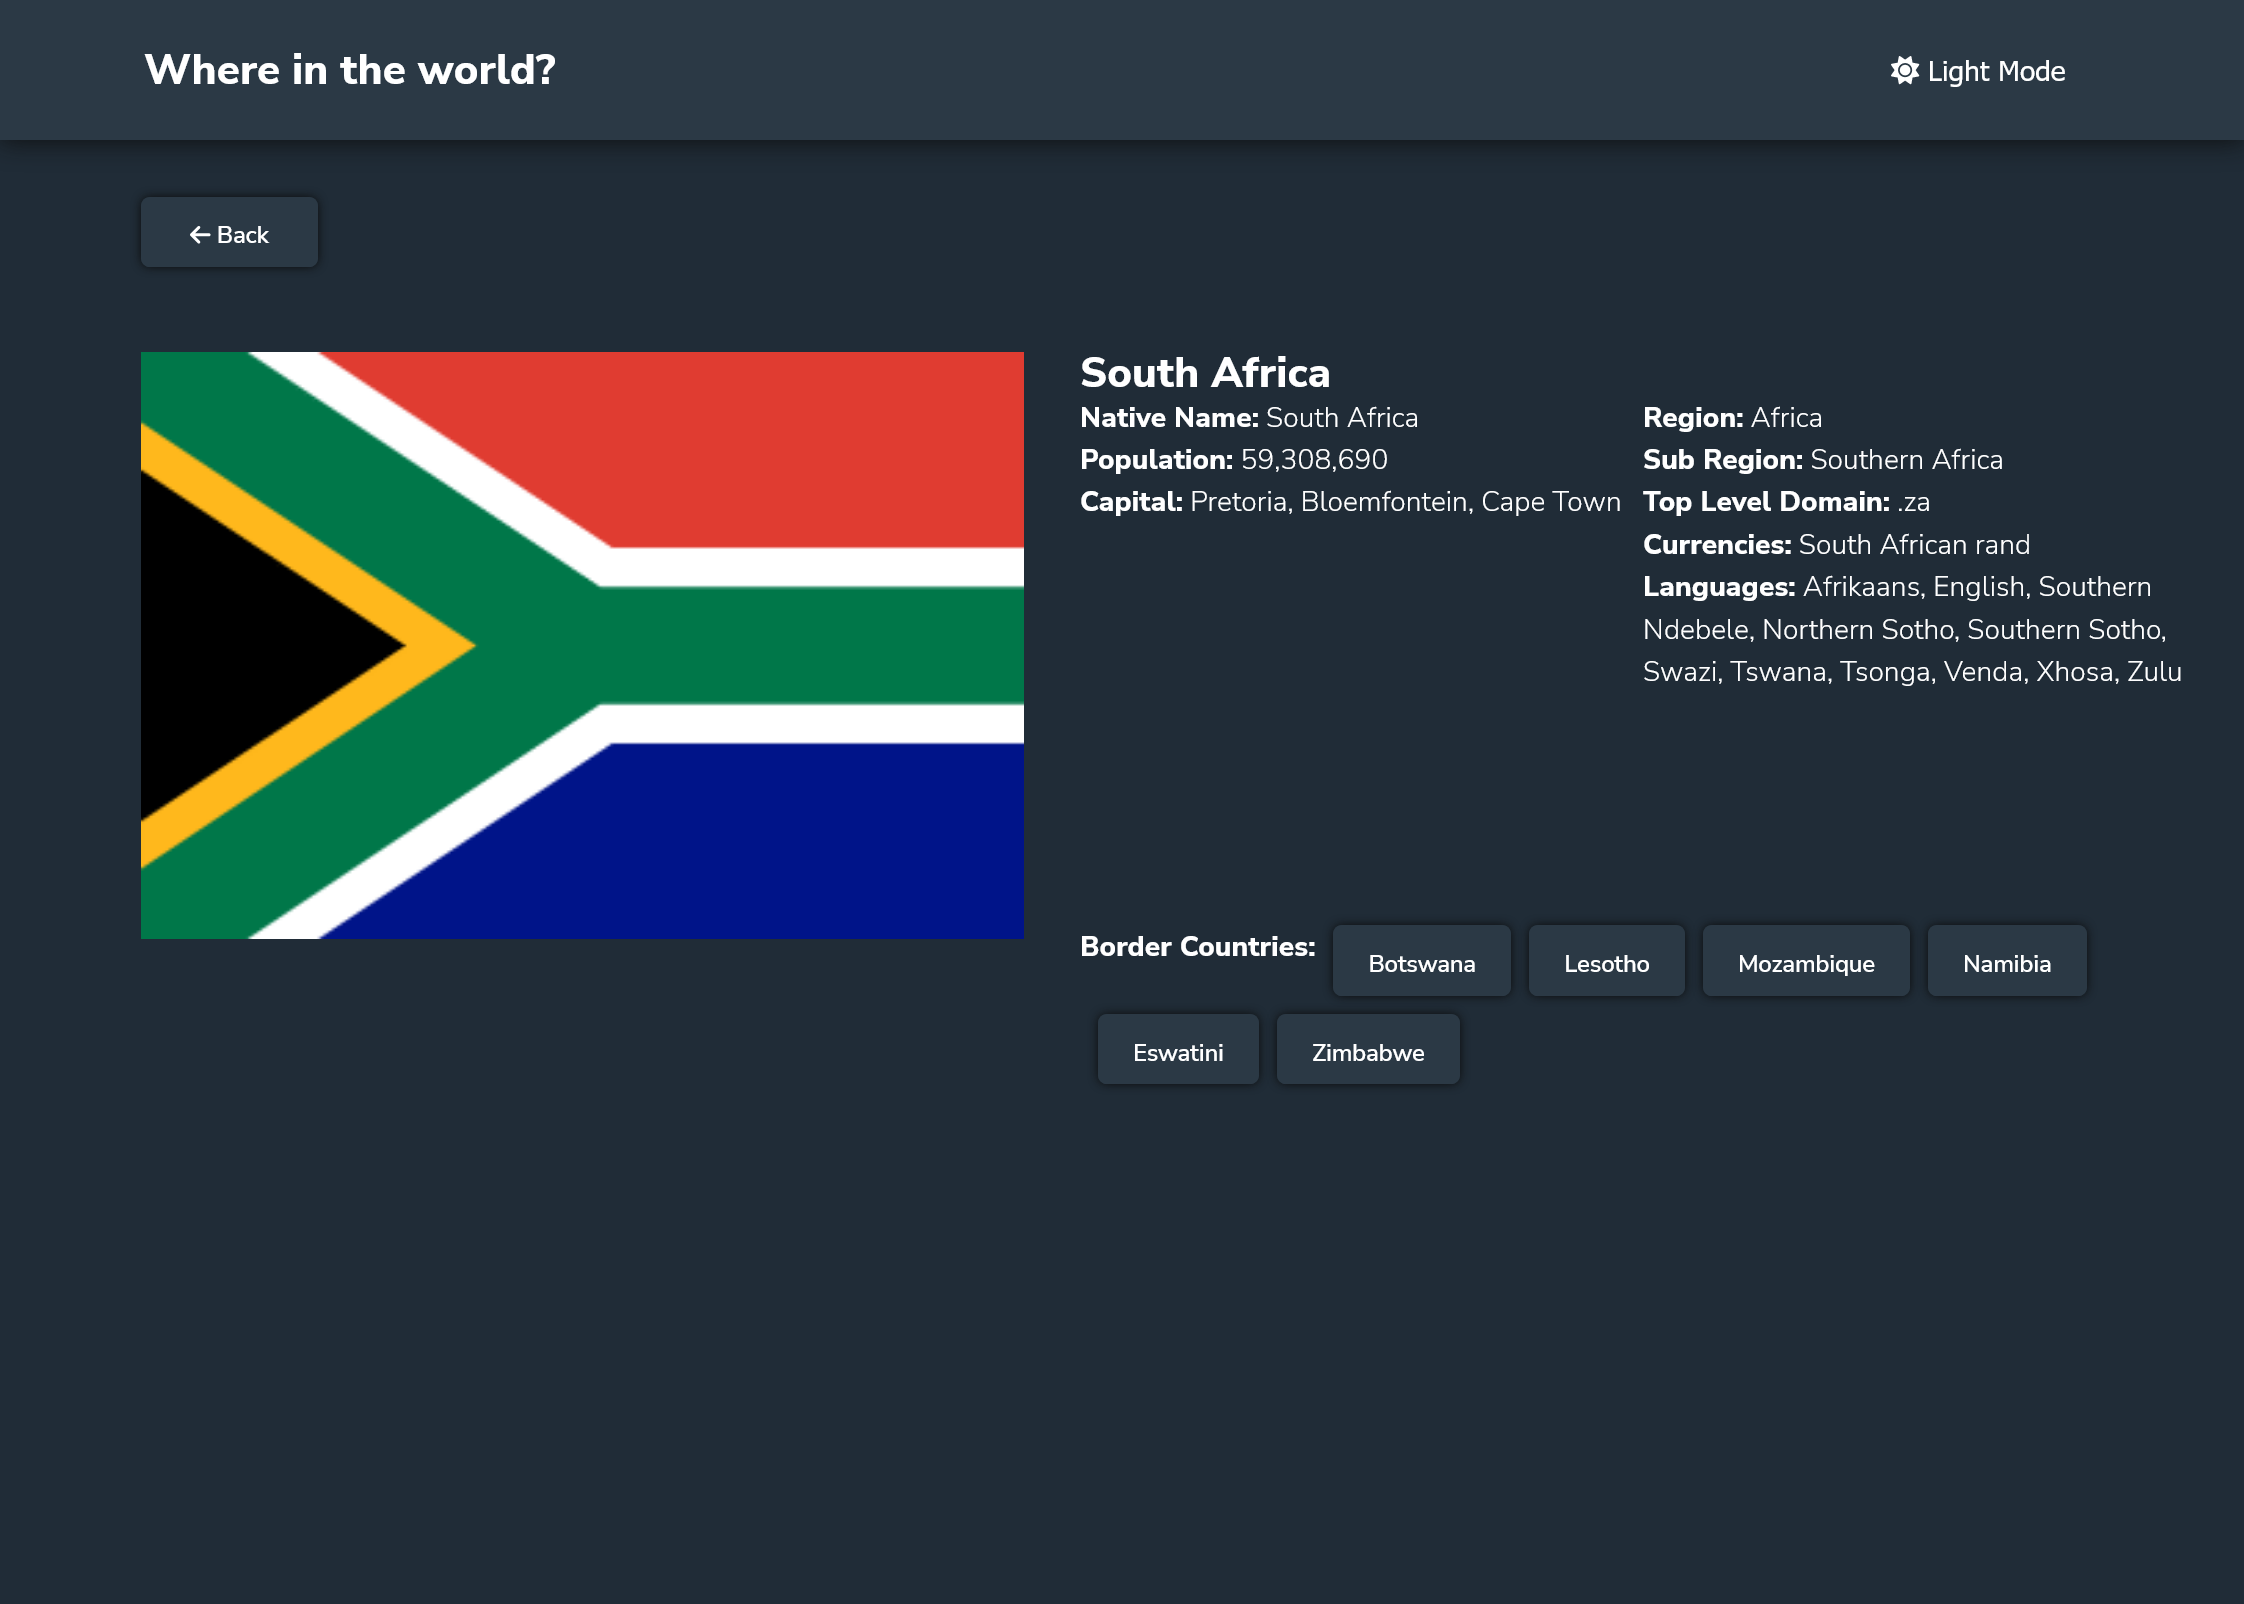 Where in the world?
Light Mode
Back
South Africa
Native Name: South Africa
Population: 59,308,690
Capital: Pretoria, Bloemfontein, Cape Town
Region: Africa
Sub Region: Southern Africa
Top Level Domain: .za
Currencies: South African rand
Languages: Afrikaans, English, Southern
Ndebele, Northern Sotho, Southern Sotho,
Swazi, Tswana, Tsonga, Venda, Xhosa, Zulu
Border Countries: Botswana Lesotho Mozambique Namibia
Eswatini Zimbabwe